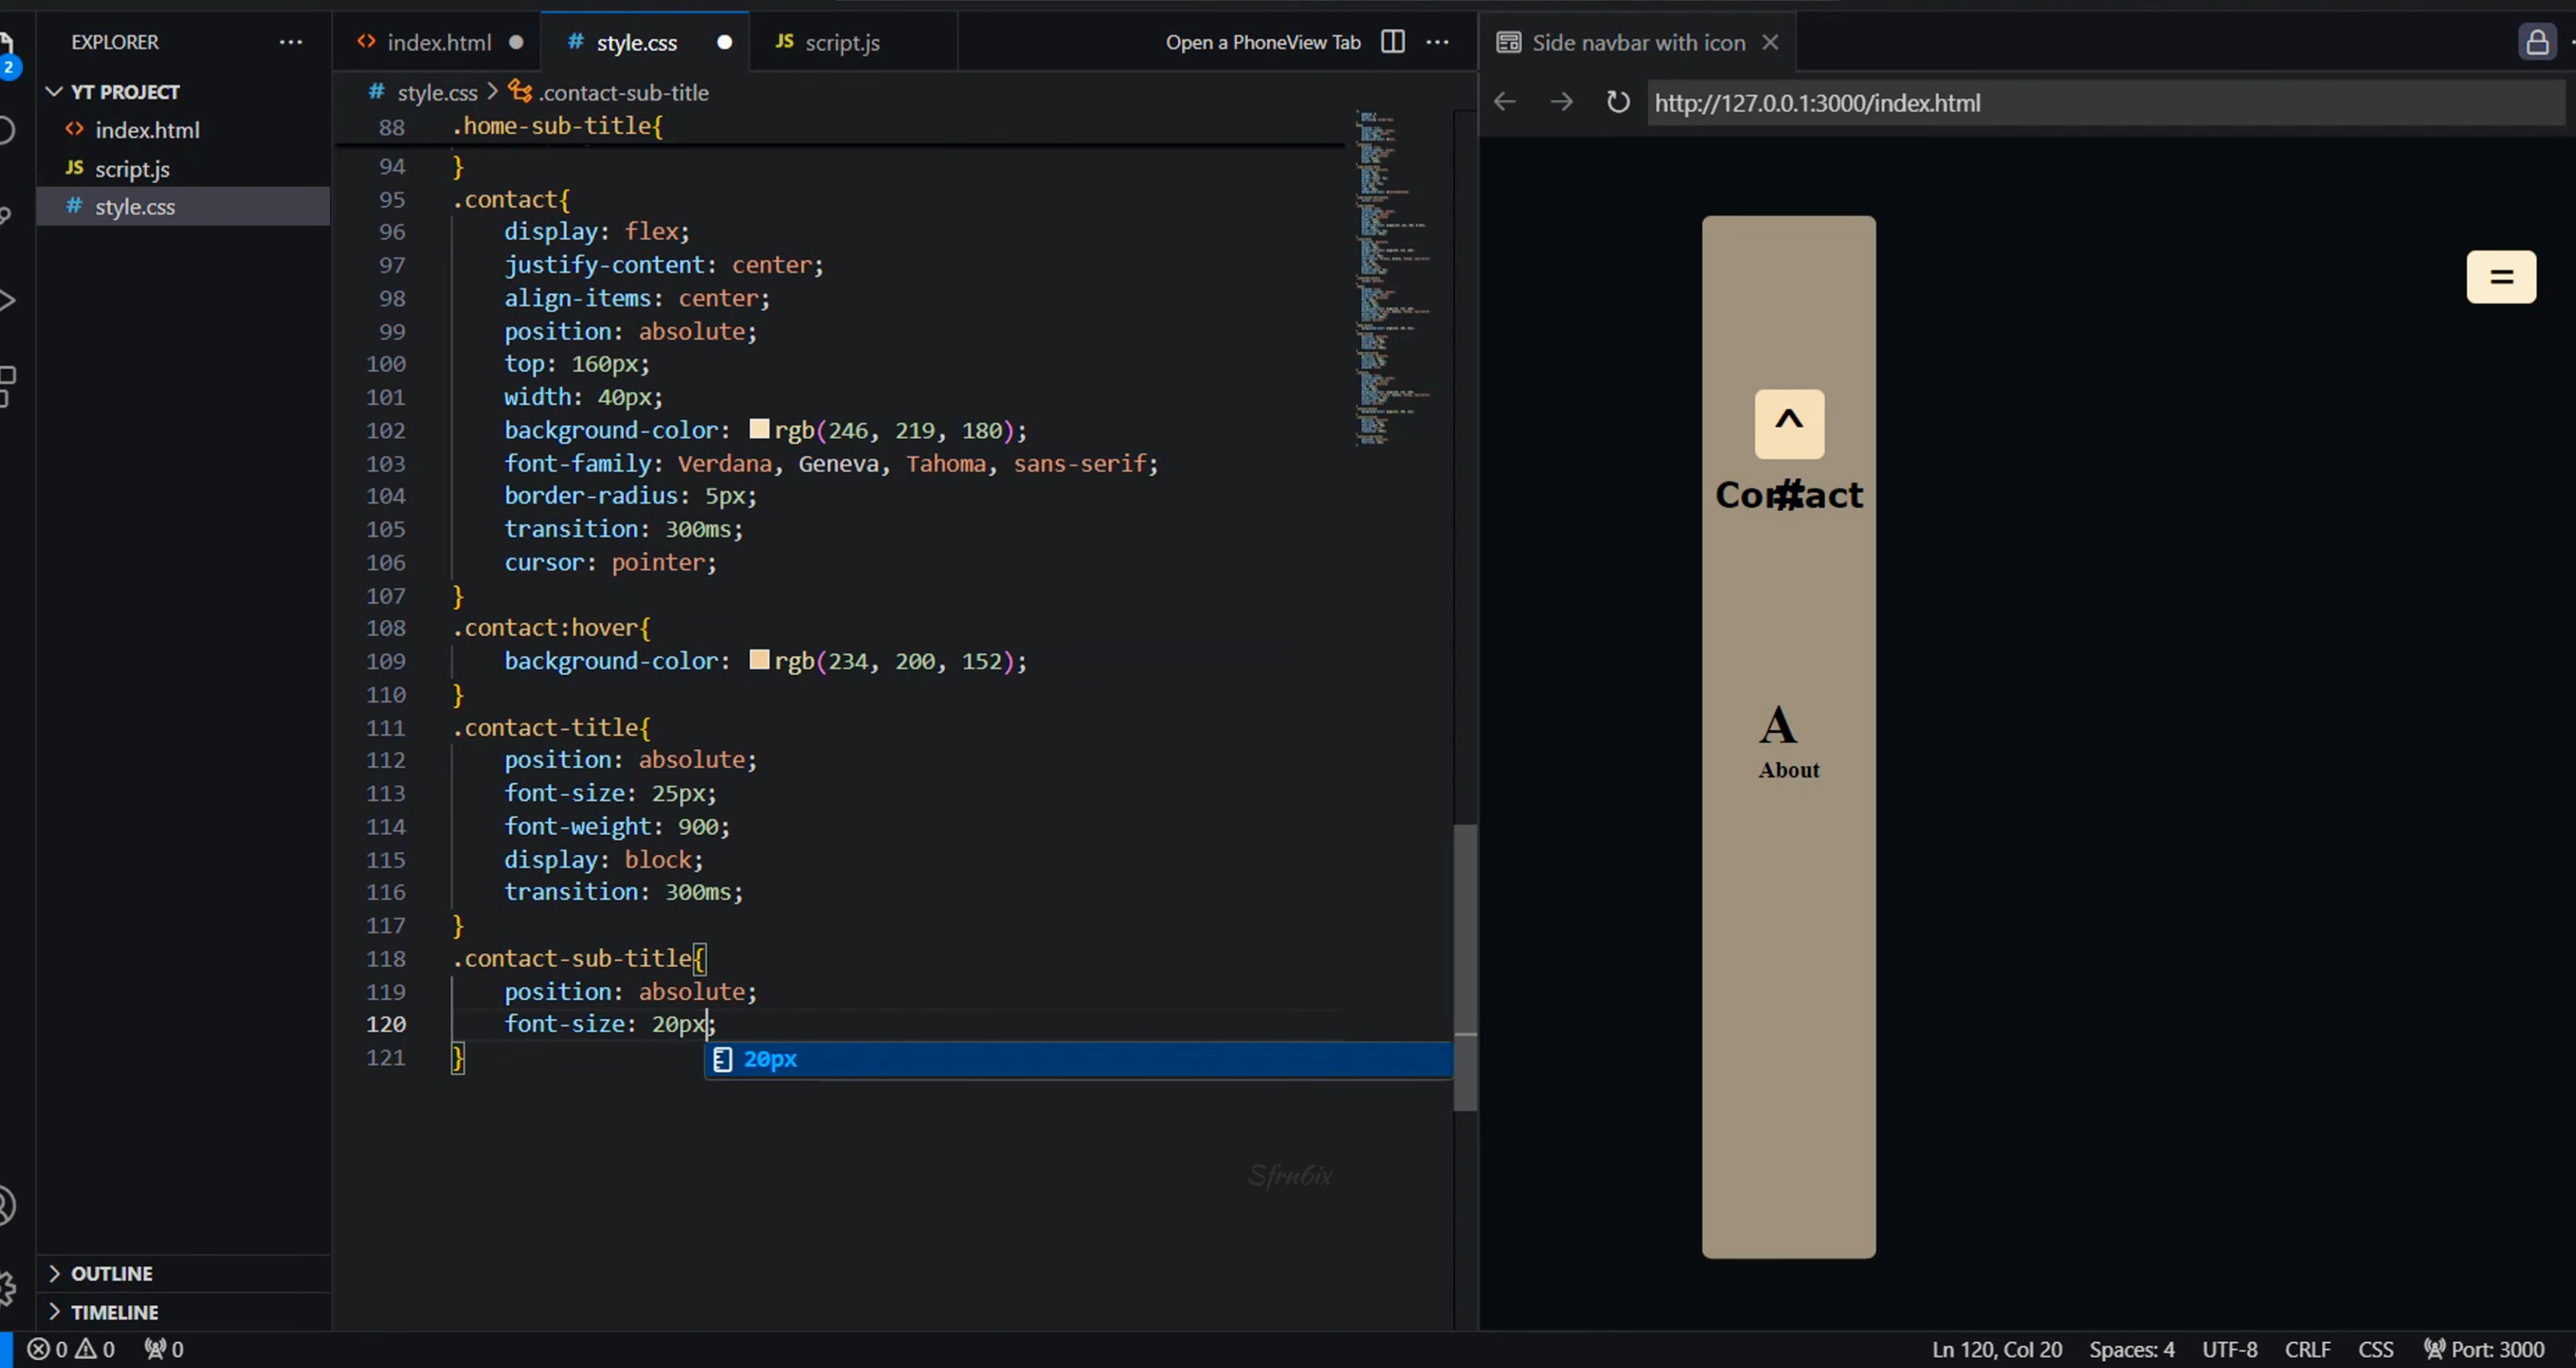 EXPLORER
index.html
style.css
JS script.js
Open a PhoneView Tab
Side navbar with icon
2
YT PROJECT
index.html
JS script.js
# style.css
# style.css > .contact-sub-title
http://127.0.0.1:3000/index.html
88 .home-sub-title{
94 }
95 .contact{
96 display: flex;
97 justify-content: center;
98 align-items: center;
99 position: absolute;
100 top: 160px;
101 width: 40px;
102 background-color: rgb(246, 219, 180);
103 font-family: Verdana, Geneva, Tahoma, sans-serif;
104 border-radius: 5px;
105 transition: 300ms;
106 cursor: pointer;
107 }
108 .contact:hover{
109 background-color: rgb(234, 200, 152);
110 }
111 .contact-title{
112 position: absolute;
113 font-size: 25px;
114 font-weight: 900;
115 display: block;
116 transition: 300ms;
117 }
118 .contact-sub-title{
119 position: absolute;
120 font-size: 20px;
121 }
20px
=
^
Contact
#
A
About
Sfrn6ix
OUTLINE
TIMELINE
0 0 0
Ln 120, Col 20 Spaces: 4 UTF-8 CRLF CSS Port: 3000